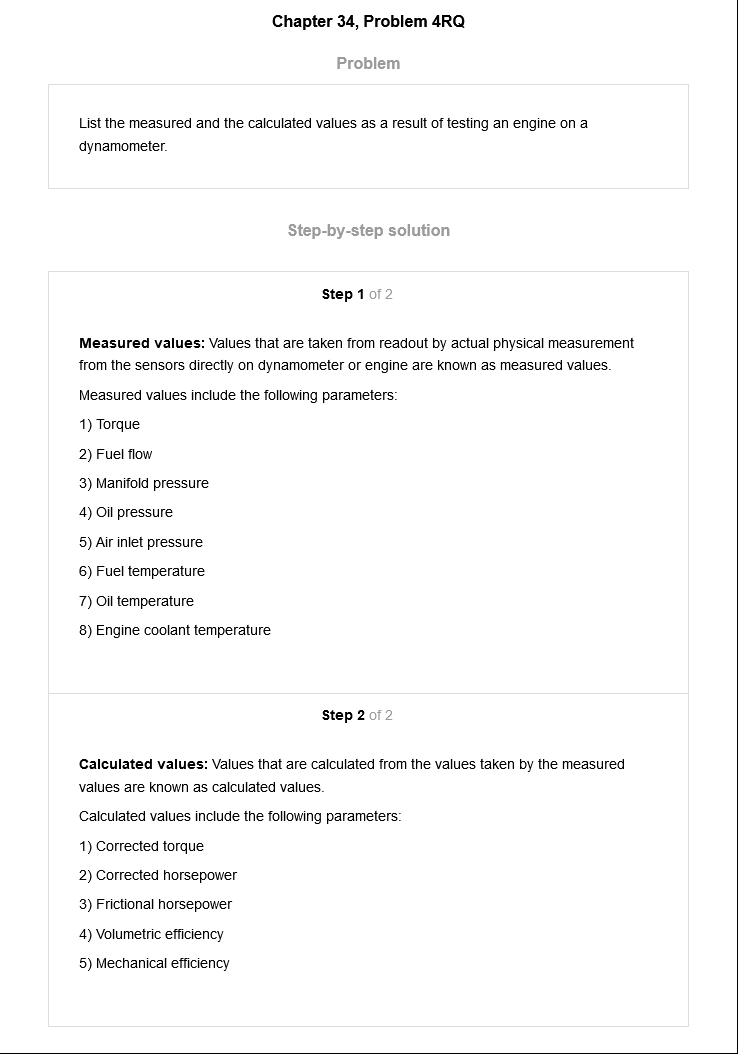 Chapter 34, Problem 4RQ
Problem
List the measured and the calculated values as a result of testing an engine on a
dynamometer.
Step-by-step solution
Step 1 of 2
Measured values: Values that are taken from readout by actual physical measurement
from the sensors directly on dynamometer or engine are known as measured values.
Measured values include the following parameters:
1) Torque
2) Fuel flow
3) Manifold pressure
4) Oil pressure
5) Air inlet pressure
6) Fuel temperature
7) Oil temperature
8) Engine coolant temperature
Step 2 of 2
Calculated values: Values that are calculated from the values taken by the measured
values are known as calculated values.
Calculated values include the following parameters:
1) Corrected torque
2) Corrected horsepower
3) Frictional horsepower
4) Volumetric efficiency
5) Mechanical efficiency